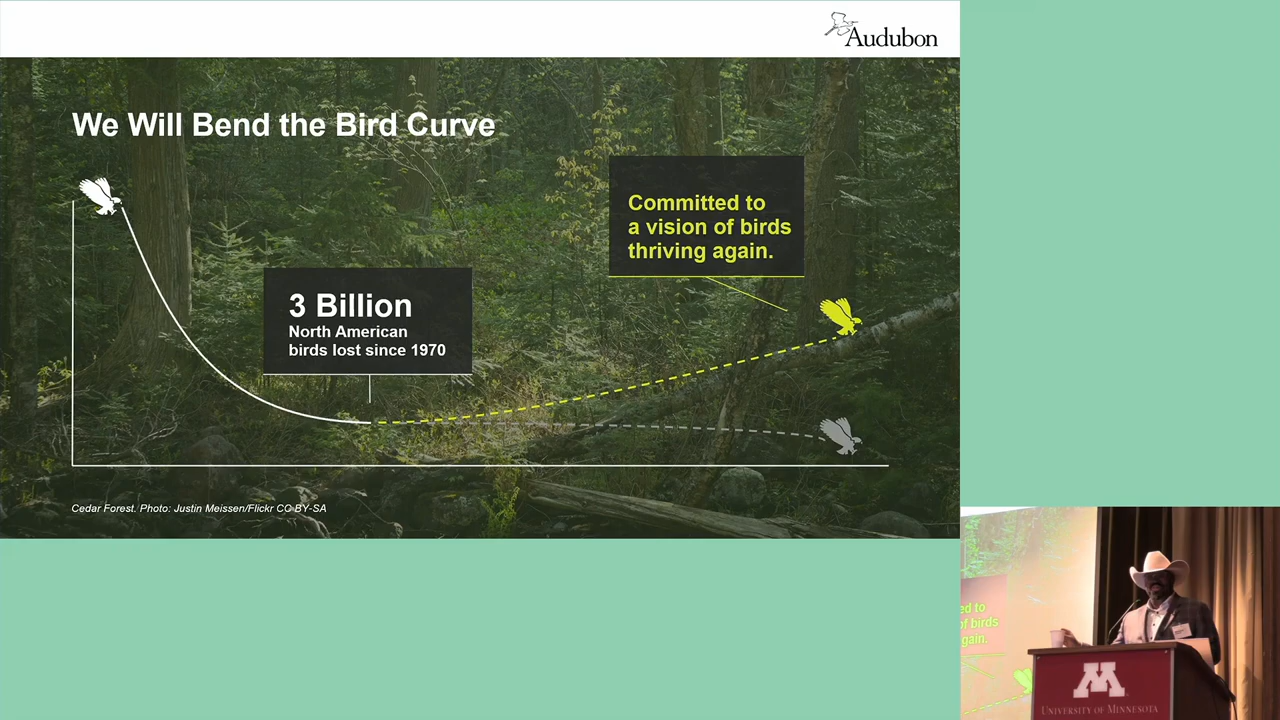 Audubon
We Will Bend the Bird Curve
Committed to
a vision of birds
thriving again.
3 Billion
North American
birds lost since 1970
Cedar Forest. Photo: Justin Meissen/Flickr CC BY-SA
ed to
of birds
gain.
M
UNIVERSITY OF MINNESOTA